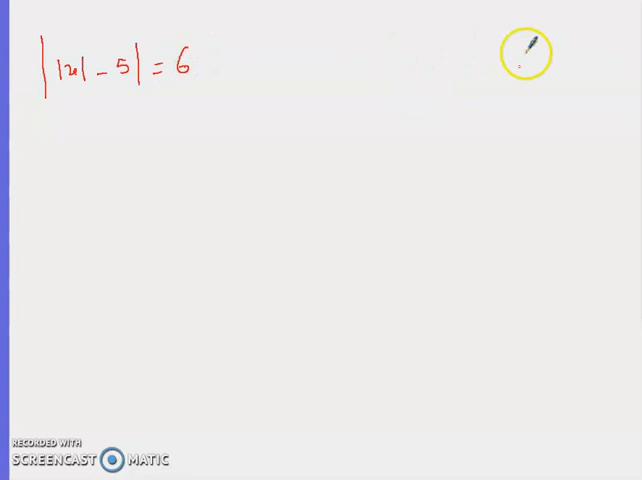 ||x| - 5| = 6
RECORDED WITH
SCREENCAST MATIC